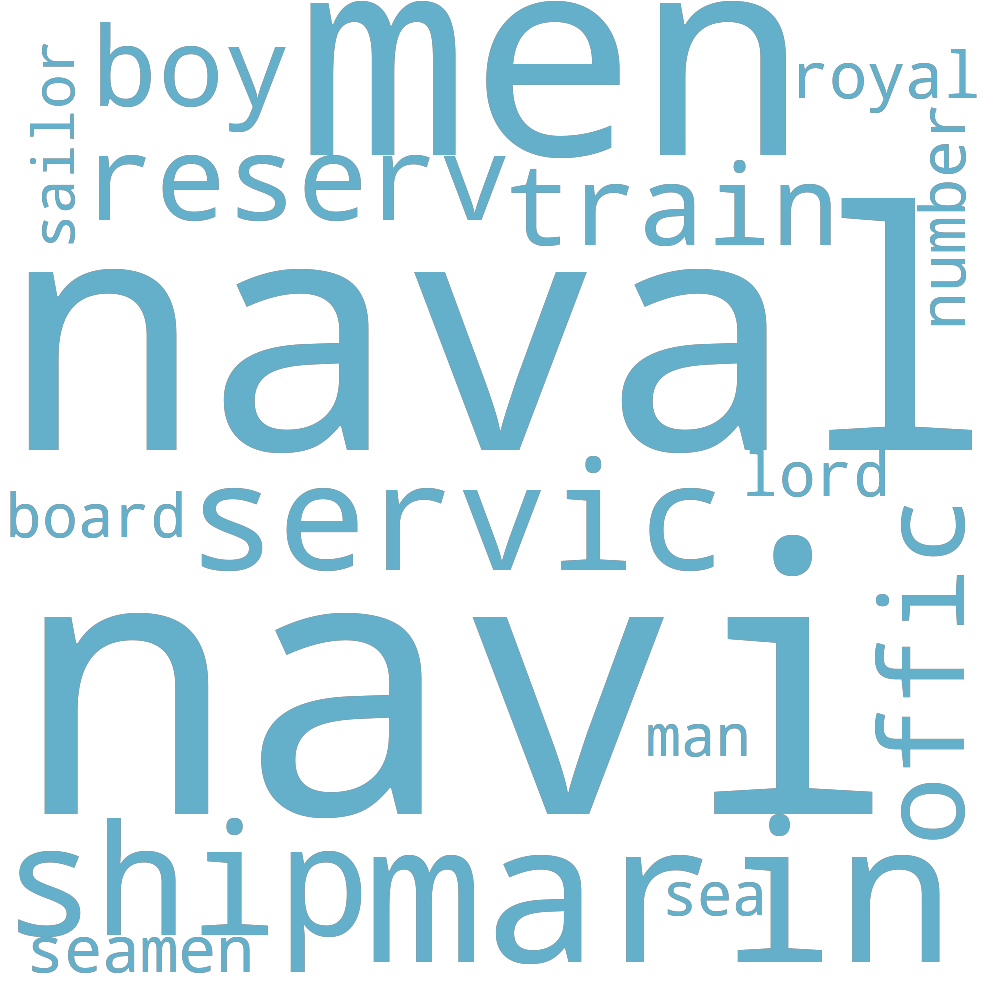 men
boy
royal
sailor
number
reserv
train
naval
lord
board
servic
offic
navi
man
ship
marin
sea
seamen